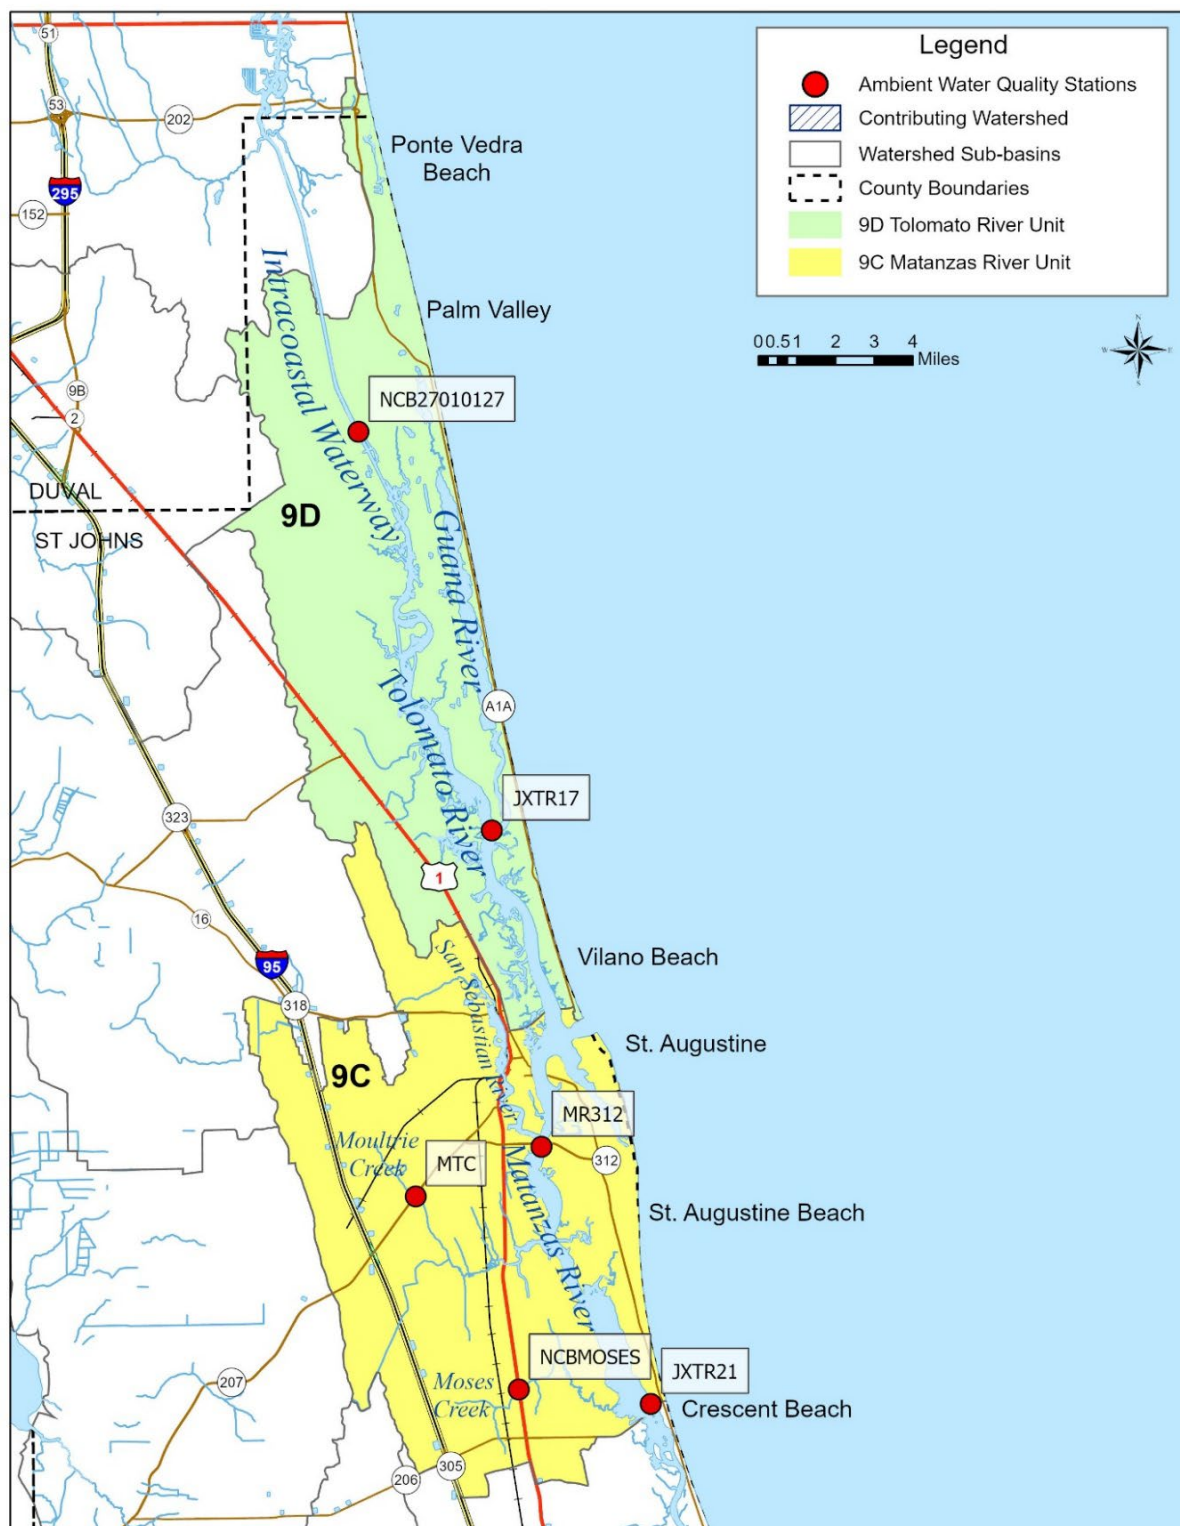 Legend
Ambient Water Quality Stations
Contributing Watershed
Watershed Sub-basins
County Boundaries
9D Tolomato River Unit
9C Matanzas River Unit
0 0.5 1 2 3 4
Miles
N
W
E
S
51
53
202
295
152
Ponte Vedra
Beach
Palm Valley
Intracoastal Waterway
9B
2
NCB27010127
DUVAL
ST JOHNS
9D
Guana River
Tolomato River
A1A
JXTR17
323
1
16
95
Vilano Beach
San Sebastian River
318
St. Augustine
9C
MR312
312
Moultrie
Creek
MTC
Matanzas River
St. Augustine Beach
NCBMOSES
JXTR21
Moses
Creek
Crescent Beach
207
206
305